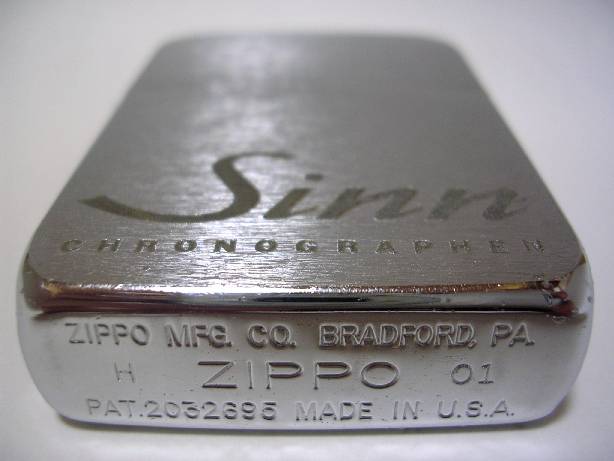 Sinn
CHRONOGRAPHEN
ZIPPO MFG. CO. BRADFORD, PA.
H ZIPPO 01
PAT.2032695 MADE IN U.S.A.